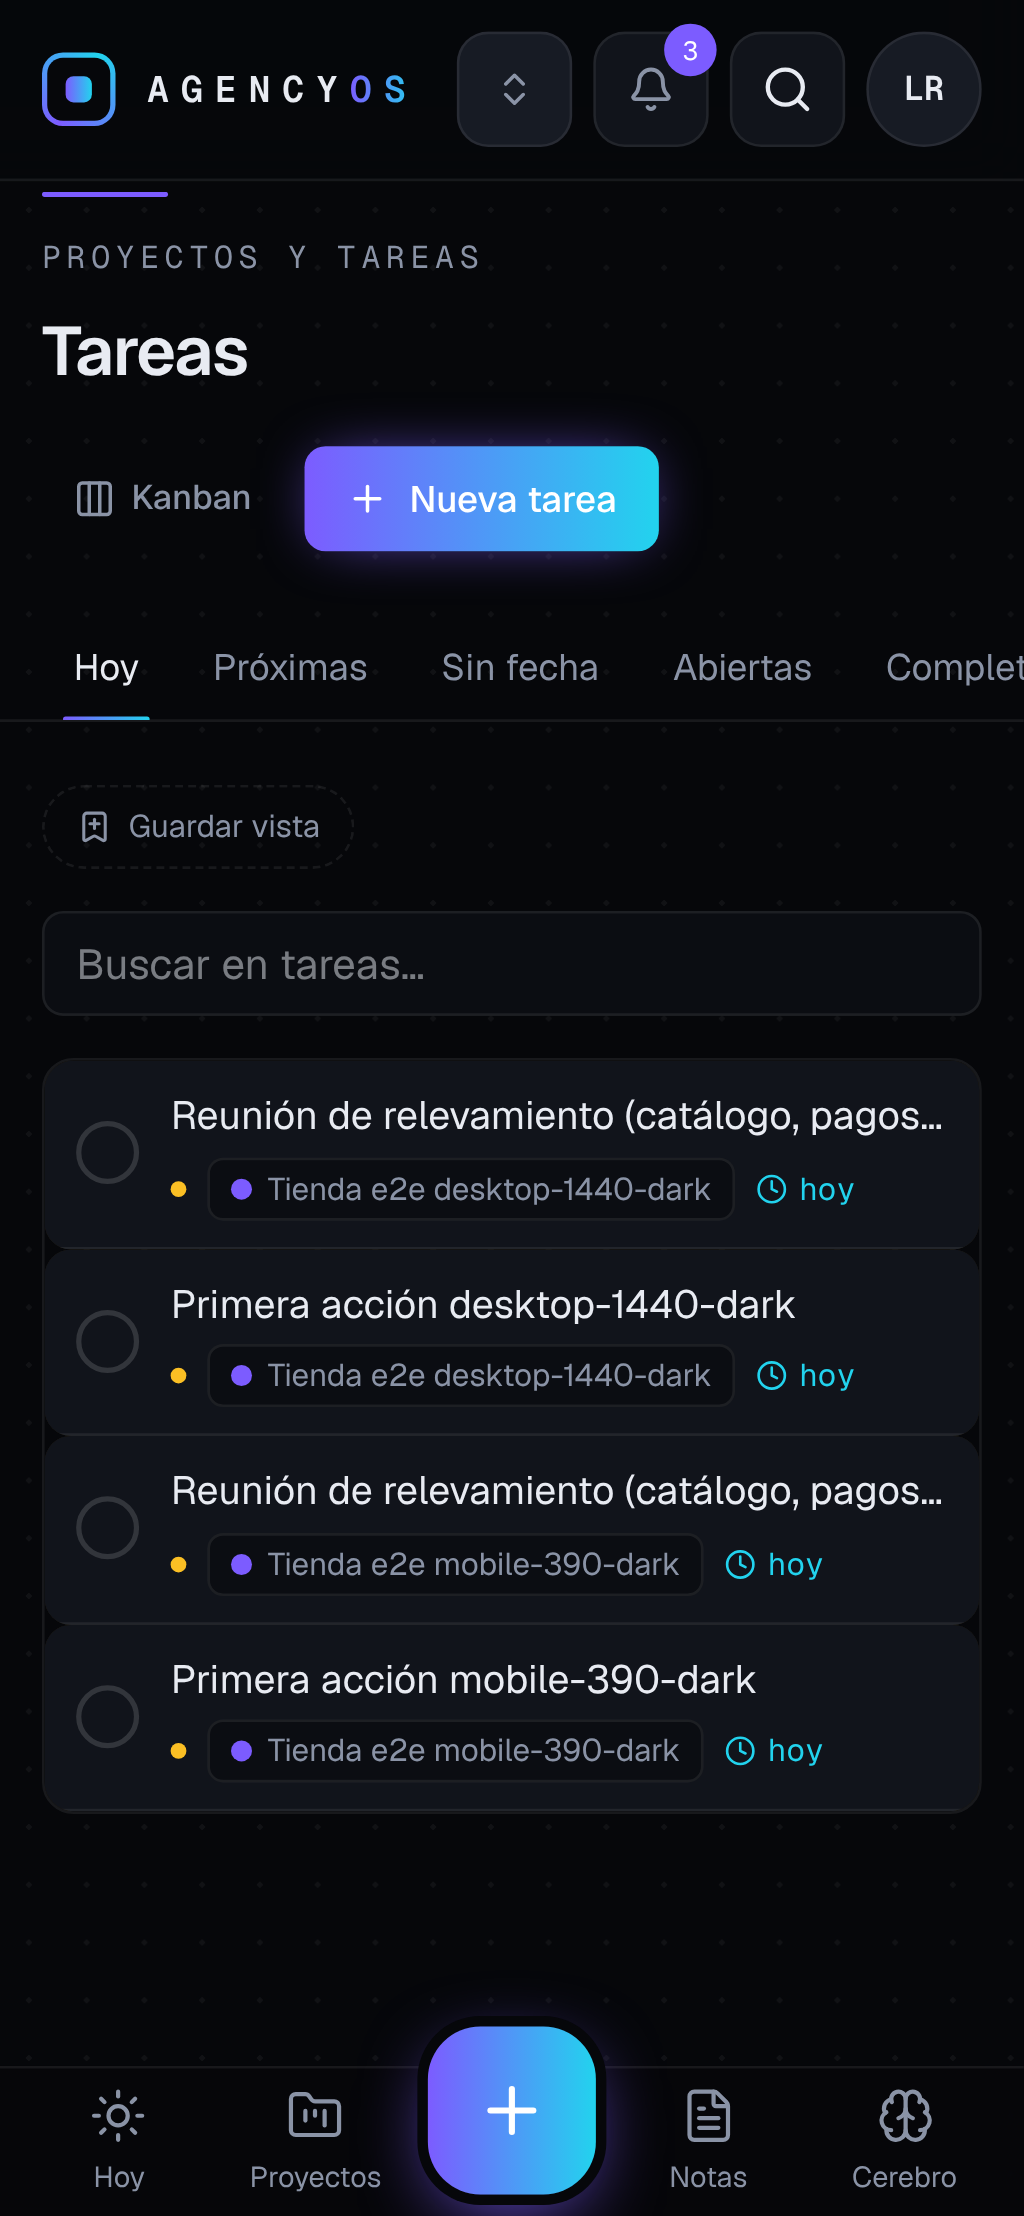 AGENCYOS
3
LR
PROYECTOS Y TAREAS
Tareas
Kanban
Nueva tarea
Hoy Próximas Sin fecha Abiertas Complet
Guardar vista
Buscar en tareas...
Reunión de relevamiento (catálogo, pagos...
Tienda e2e desktop-1440-dark hoy
Primera acción desktop-1440-dark
Tienda e2e desktop-1440-dark hoy
Reunión de relevamiento (catálogo, pagos...
Tienda e2e mobile-390-dark hoy
Primera acción mobile-390-dark
Tienda e2e mobile-390-dark hoy
Hoy Proyectos Notas Cerebro